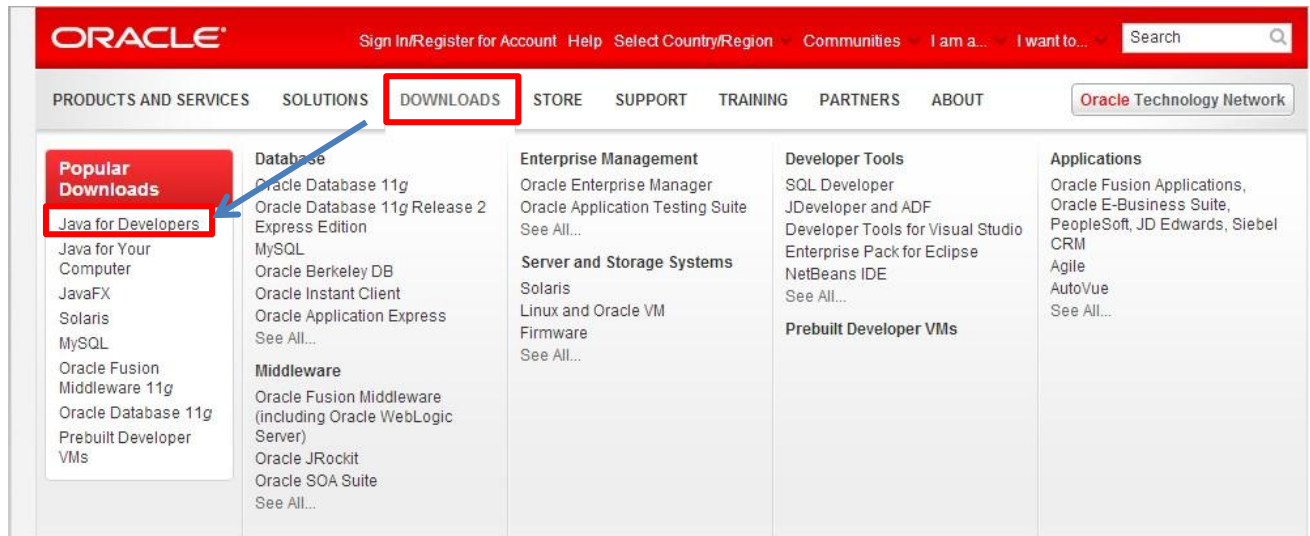 ORACLE
Sign In/Register for Account Help Select Country/Region Communities I am a... I want to... Search
PRODUCTS AND SERVICES SOLUTIONS DOWNLOADS STORE SUPPORT TRAINING PARTNERS ABOUT Oracle Technology Network
Popular
Downloads
Java for Developers
Java for Your
Computer
JavaFX
Solaris
MySQL
Oracle Fusion
Middleware 11g
Oracle Database 11g
Prebuilt Developer
VMs
Database
Oracle Database 11g
Oracle Database 11g Release 2
Express Edition
MySQL
Oracle Berkeley DB
Oracle Instant Client
Oracle Application Express
See All...
Middleware
Oracle Fusion Middleware
(including Oracle WebLogic
Server)
Oracle JRockit
Oracle SOA Suite
See All...
Enterprise Management
Oracle Enterprise Manager
Oracle Application Testing Suite
See All...
Server and Storage Systems
Solaris
Linux and Oracle VM
Firmware
See All...
Developer Tools
SQL Developer
JDeveloper and ADF
Developer Tools for Visual Studio
Enterprise Pack for Eclipse
NetBeans IDE
See All...
Prebuilt Developer VMs
Applications
Oracle Fusion Applications,
Oracle E-Business Suite,
PeopleSoft, JD Edwards, Siebel
CRM
Agile
AutoVue
See All...